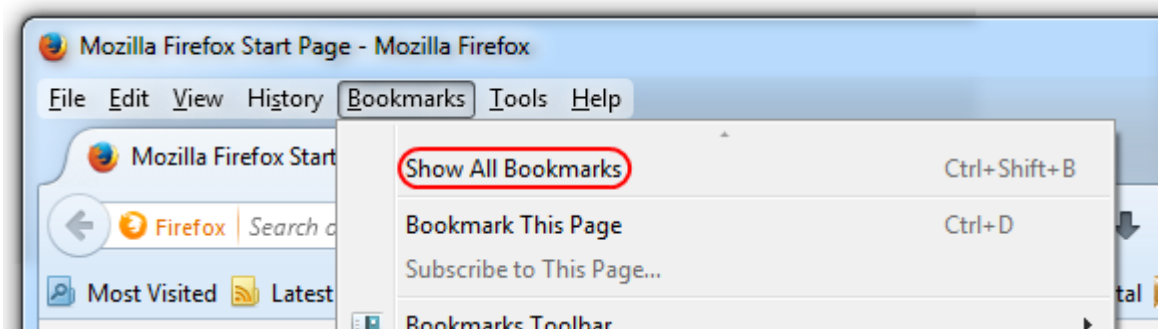 Mozilla Firefox Start Page - Mozilla Firefox
File Edit View History Bookmarks Tools Help
Mozilla Firefox Start
Show All Bookmarks Ctrl+Shift+B
Firefox Search
Bookmark This Page Ctrl+D
Subscribe to This Page...
Most Visited Latest
Bookmarks Toolbar